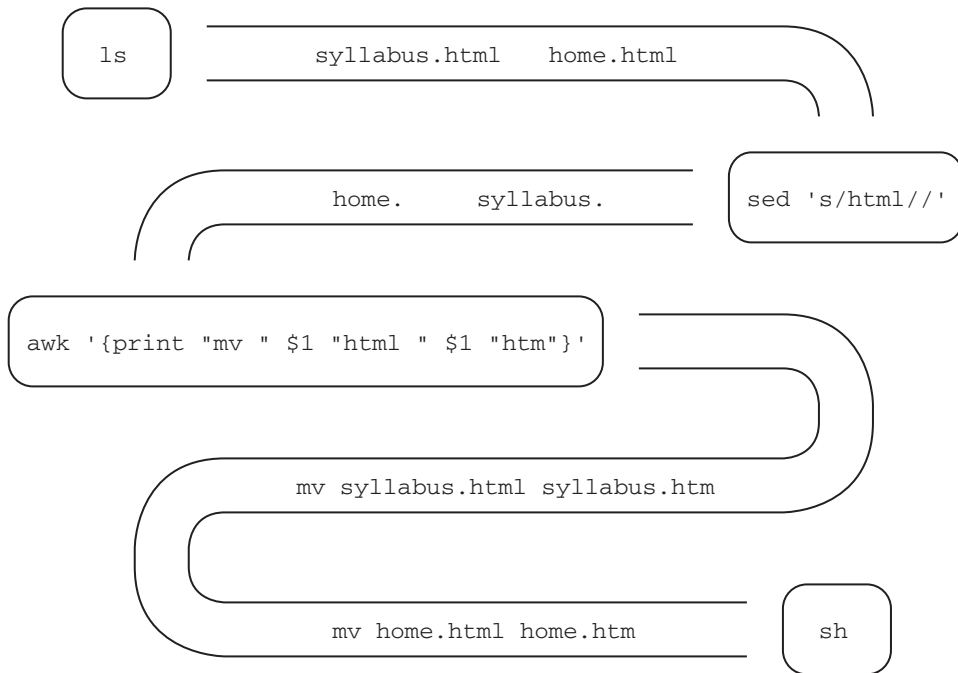 ls syllabus.html home.html
home. syllabus. sed 's/html//'
awk '{print "mv " $1 "html " $1 "htm"}'
mv syllabus.html syllabus.htm
mv home.html home.htm sh